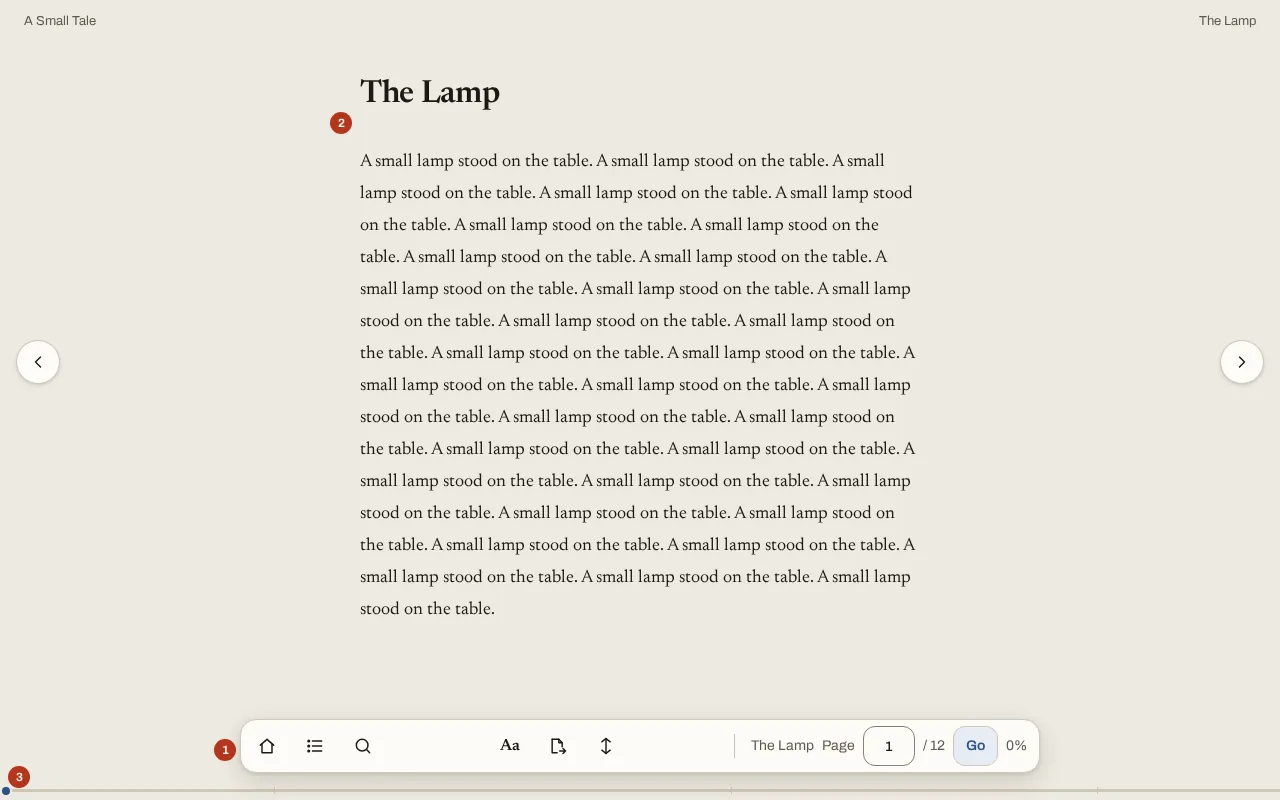 A Small Tale
The Lamp
The Lamp
2
A small lamp stood on the table. A small lamp stood on the table. A small
lamp stood on the table. A small lamp stood on the table. A small lamp stood
on the table. A small lamp stood on the table. A small lamp stood on the
table. A small lamp stood on the table. A small lamp stood on the table. A
small lamp stood on the table. A small lamp stood on the table. A small lamp
stood on the table. A small lamp stood on the table. A small lamp stood on
the table. A small lamp stood on the table. A small lamp stood on the table. A
small lamp stood on the table. A small lamp stood on the table. A small lamp
stood on the table. A small lamp stood on the table. A small lamp stood on
the table. A small lamp stood on the table. A small lamp stood on the table. A
small lamp stood on the table. A small lamp stood on the table. A small lamp
stood on the table. A small lamp stood on the table. A small lamp stood on
the table. A small lamp stood on the table. A small lamp stood on the table. A
small lamp stood on the table. A small lamp stood on the table. A small lamp
stood on the table.
1
Aa
The Lamp Page 1 / 12 Go 0%
3